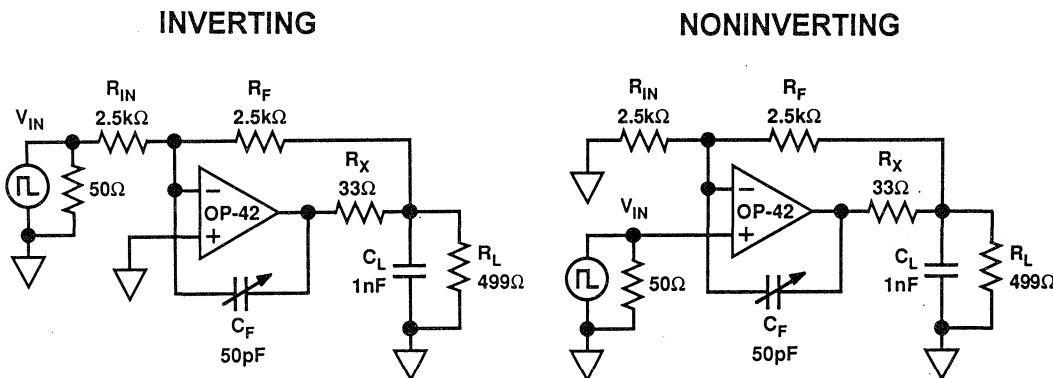 INVERTING
R_IN
2.5kΩ
R_F
2.5kΩ
V_IN
50Ω
R_X
33Ω
−
OP-42
+
C_L
1nF
R_L
499Ω
C_F
50pF
NONINVERTING
R_IN
2.5kΩ
R_F
2.5kΩ
R_X
33Ω
−
OP-42
V_IN
+
50Ω
C_L
1nF
R_L
499Ω
C_F
50pF